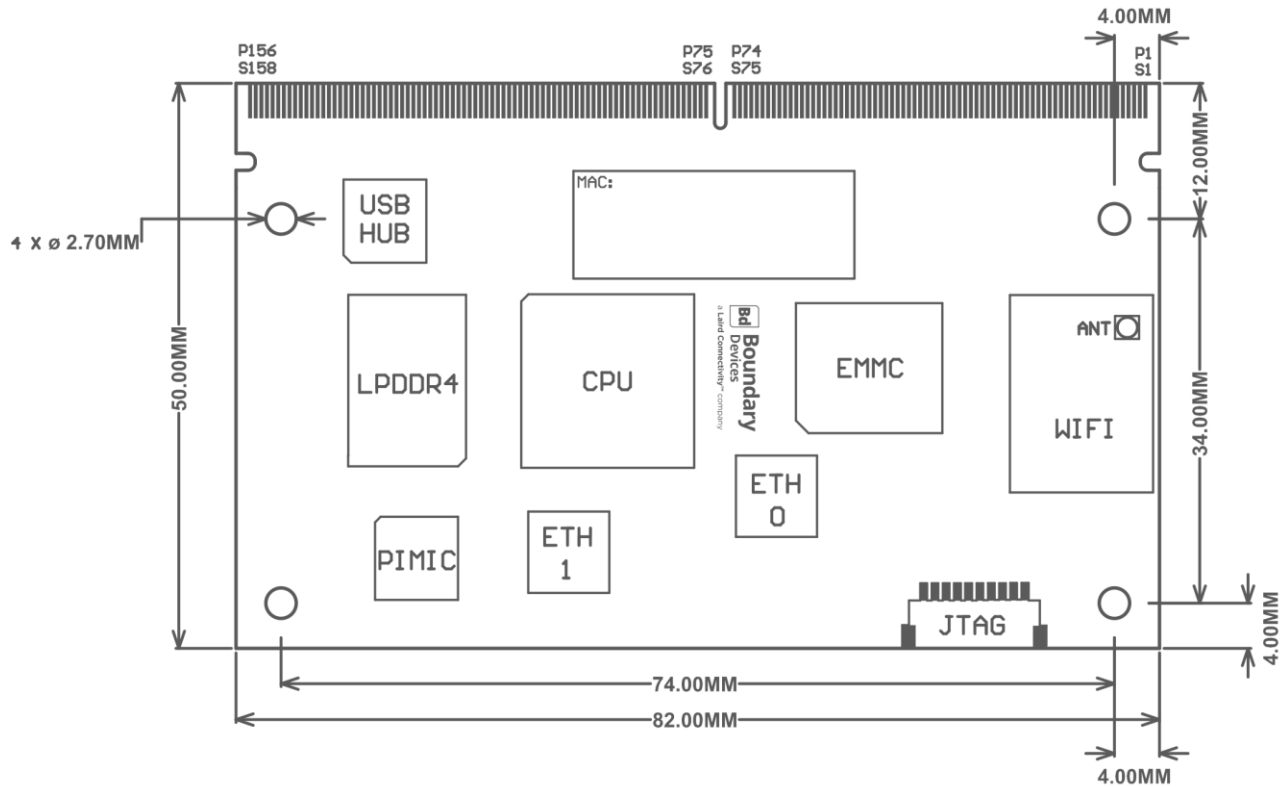 4.00MM
P156
S158
P75
S76
P74
S75
P1
S1
12.00MM
MAC:
USB
HUB
4 X ø 2.70MM
50.00MM
LPDDR4
CPU
Bd
Boundary
Devices
a Laird Connectivity™ company
EMMC
ANT
WIFI
34.00MM
ETH
0
ETH
1
PIMIC
JTAG
4.00MM
74.00MM
82.00MM
4.00MM